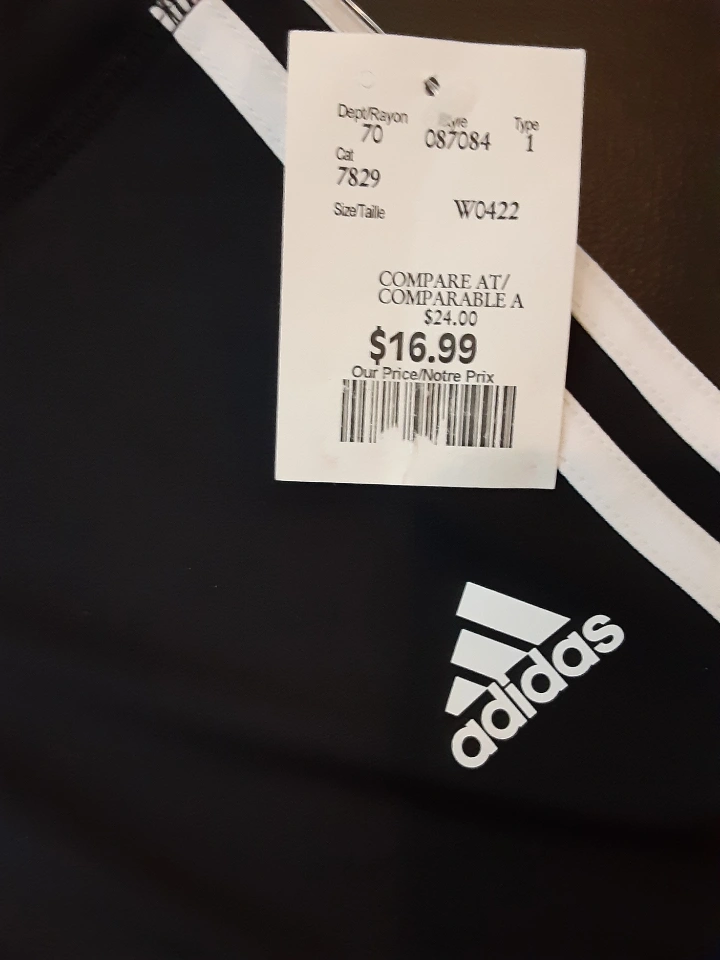 Dept/Rayon Type
70 087084 1
Cat
7829
Size/Taille W0422
COMPARE AT/
COMPARABLE A
$24.00
$16.99
Our Price/Notre Prix
adidas